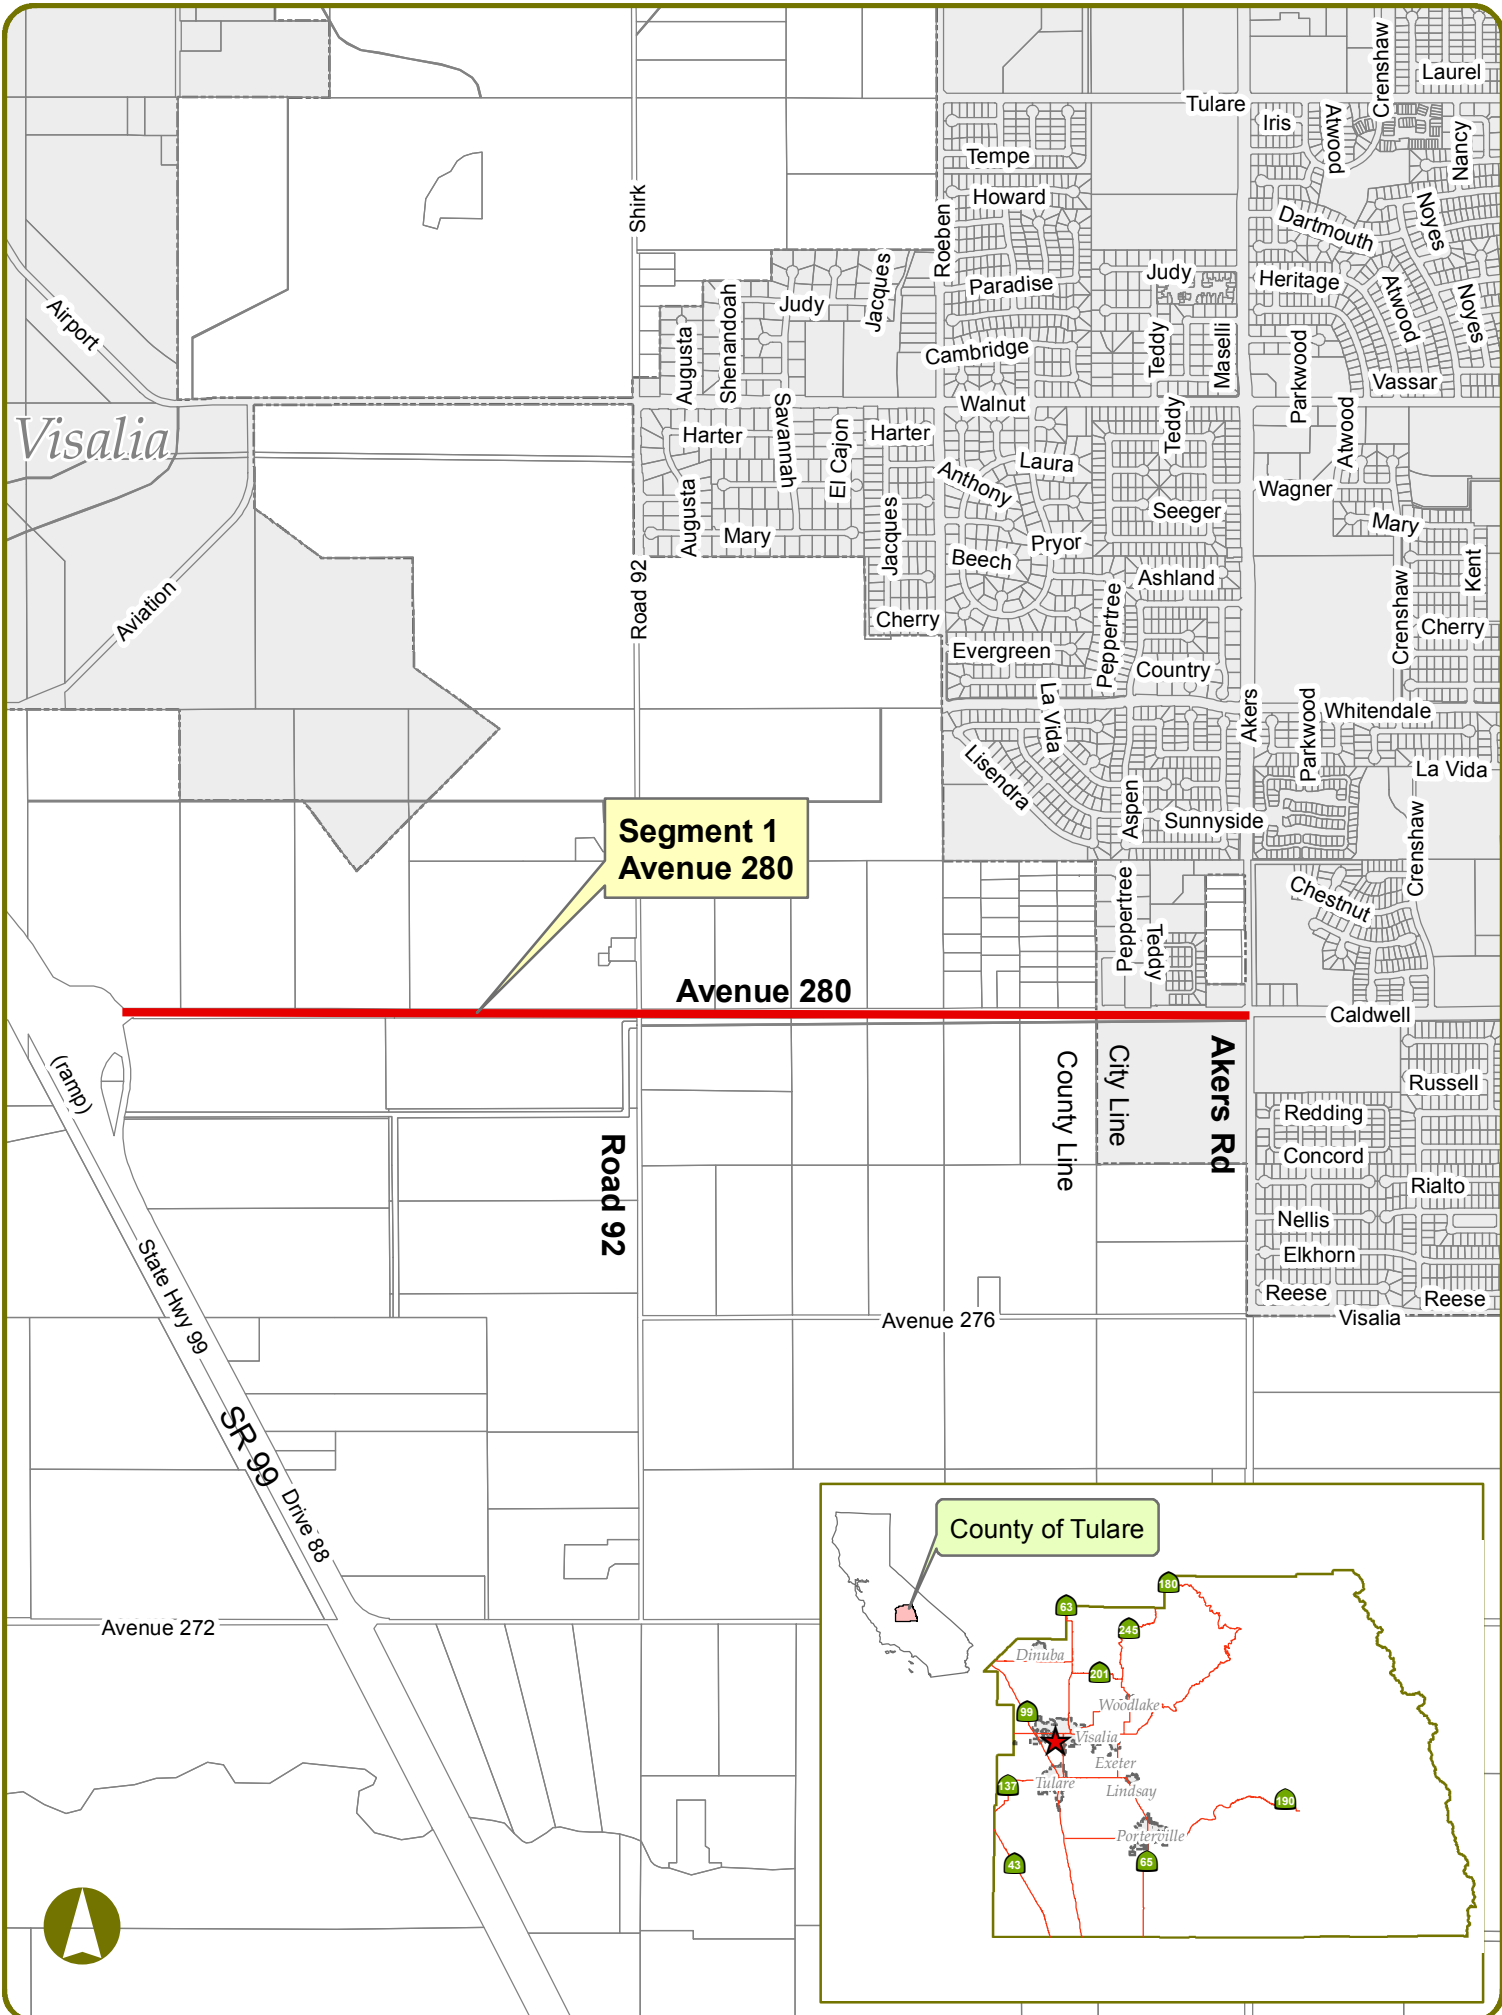 Crenshaw
Laurel
Tulare
Iris
Atwood
Nancy
Tempe
Howard
Shirk
Roeben
Noyes
Dartmouth
Jacques
Judy
Judy
Heritage
Paradise
Shenandoah
Airport
Atwood
Noyes
Augusta
Cambridge
Teddy
Maselli
Parkwood
Vassar
Walnut
Visalia
Savannah
Harter
El Cajon
Harter
Teddy
Atwood
Laura
Anthony
Wagner
Augusta
Seeger
Mary
Mary
Jacques
Pryor
Beech
Ashland
Kent
Road 92
Aviation
Cherry
Peppertree
Crenshaw
Cherry
Evergreen
Country
La Vida
Akers
Parkwood
Whitendale
Lisendra
La Vida
Aspen
Sunnyside
Crenshaw
Segment 1
Avenue 280
Peppertree
Chestnut
Teddy
Avenue 280
Caldwell
(ramp)
County Line
City Line
Akers Rd
Russell
Redding
Road 92
Concord
Rialto
Nellis
State Hwy 99
Elkhorn
Reese
Reese
Avenue 276
Visalia
SR 99
Drive 88
County of Tulare
Avenue 272
180
63
245
Dinuba
201
Woodlake
99
Visalia
Exeter
137
Tulare
Lindsay
190
Porterville
43
65